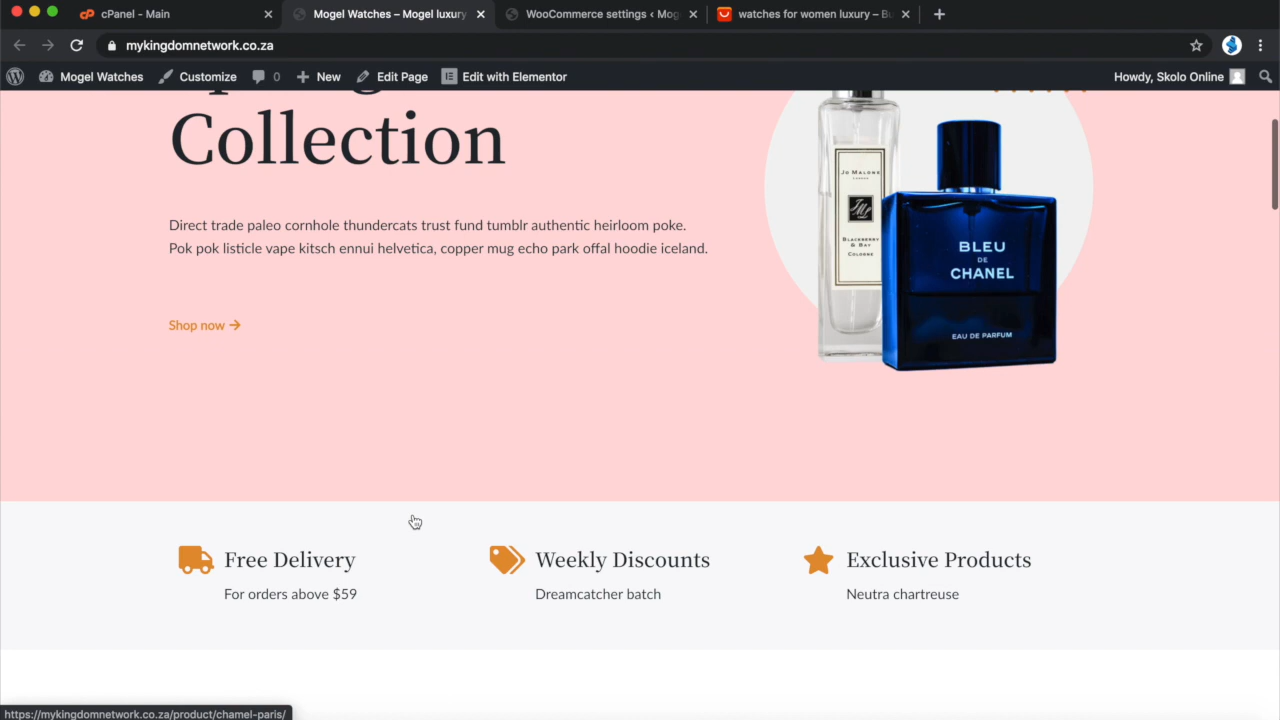 cPanel - Main
Mogel Watches – Mogel luxury
WooCommerce settings ‹ Mog
watches for women luxury – Bu
mykingdomnetwork.co.za
Mogel Watches
Customize
0
New
Edit Page
Edit with Elementor
Howdy, Skolo Online
Collection
Direct trade paleo cornhole thundercats trust fund tumblr authentic heirloom poke.
Pok pok listicle vape kitsch ennui helvetica, copper mug echo park offal hoodie iceland.
Shop now →
JO MALONE
LONDON
BLACKBERRY
& BAY
COLOGNE
BLEU
DE
CHANEL
EAU DE PARFUM
Free Delivery
For orders above $59
Weekly Discounts
Dreamcatcher batch
Exclusive Products
Neutra chartreuse
https://mykingdomnetwork.co.za/product/chamel-paris/